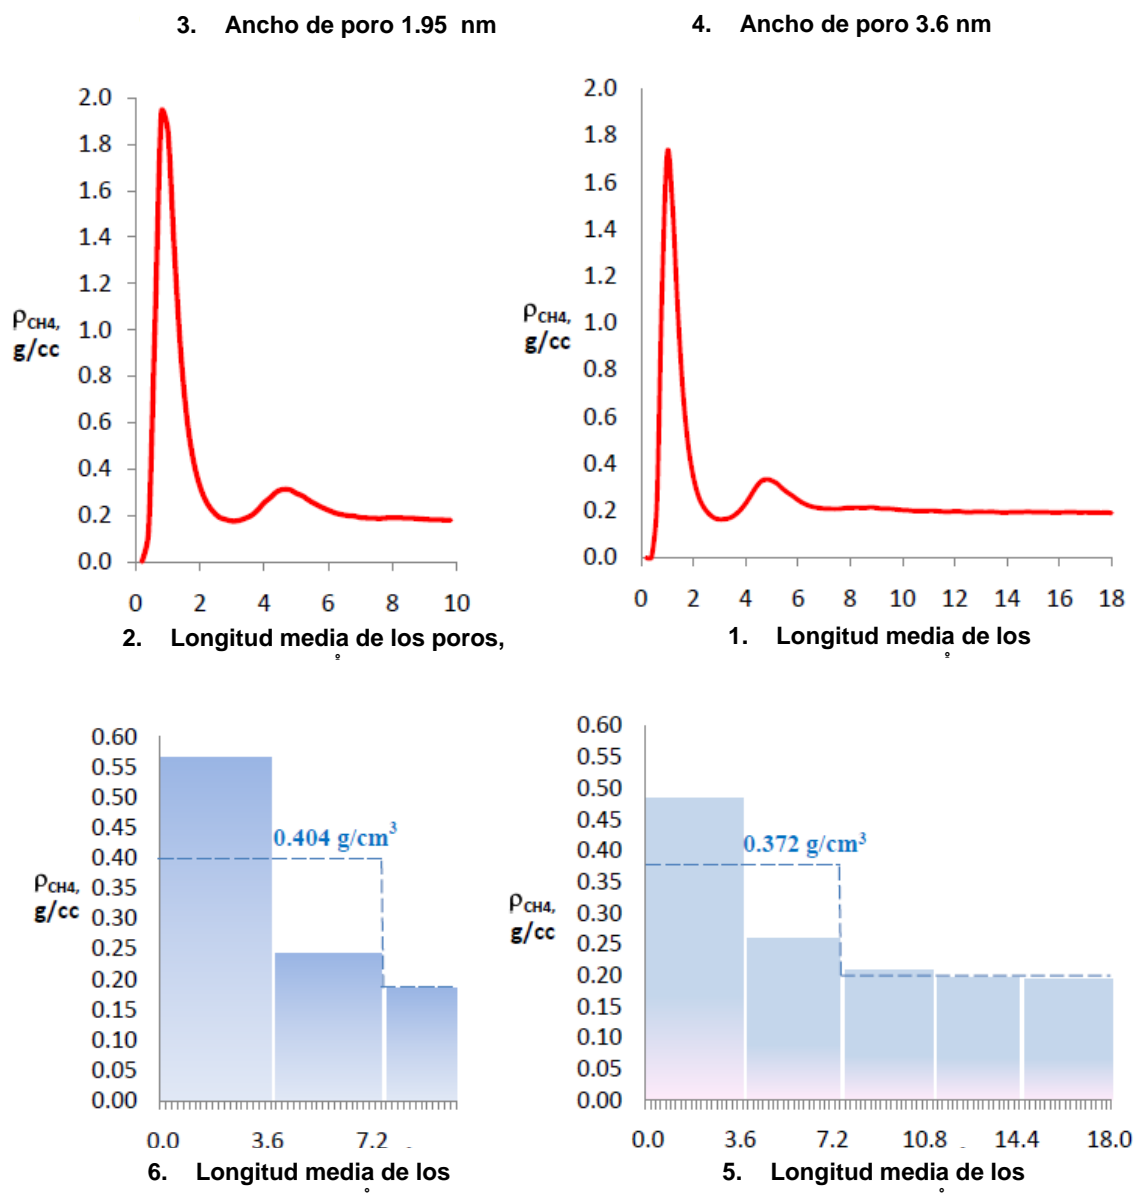 3. Ancho de poro 1.95 nm
4. Ancho de poro 3.6 nm
2.0
1.8
1.6
1.4
1.2
1.0
0.8
0.6
0.4
0.2
0.0
ρCH4,
g/cc
0 2 4 6 8 10
2. Longitud media de los poros,
2.0
1.8
1.6
1.4
1.2
1.0
0.8
0.6
0.4
0.2
0.0
ρCH4,
g/cc
0 2 4 6 8 10 12 14 16 18
1. Longitud media de los
0.60
0.55
0.50
0.45
0.40
0.35
0.30
0.25
0.20
0.15
0.10
0.05
0.00
ρCH4,
g/cc
0.404 g/cm³
0.0 3.6 7.2
6. Longitud media de los
0.60
0.55
0.50
0.45
0.40
0.35
0.30
0.25
0.20
0.15
0.10
0.05
0.00
ρCH4,
g/cc
0.372 g/cm³
0.0 3.6 7.2 10.8 14.4 18.0
5. Longitud media de los